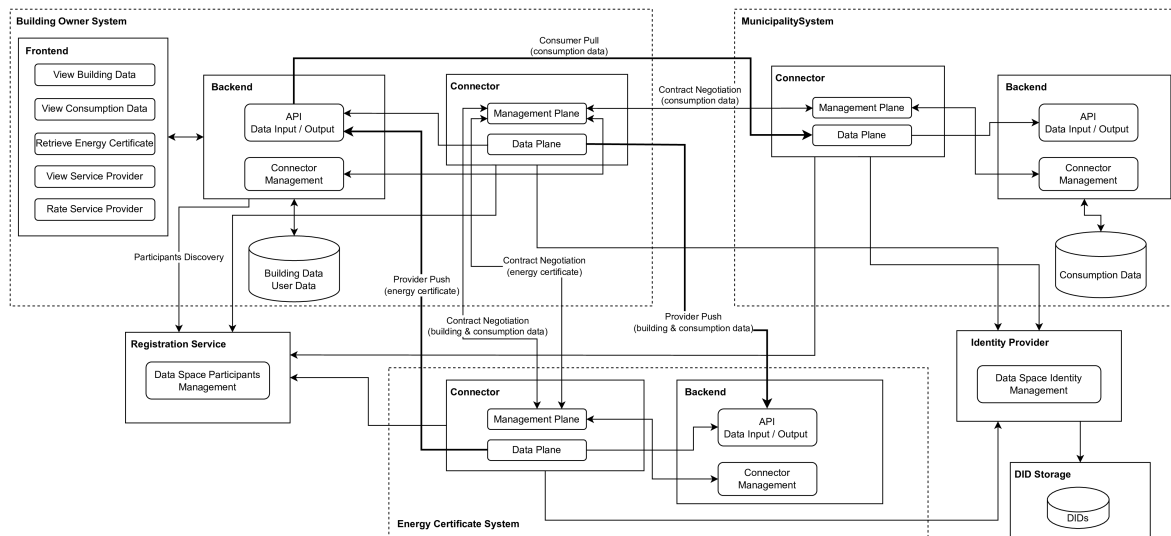 Building Owner System
Frontend
View Building Data
View Consumption Data
Retrieve Energy Certificate
View Service Provider
Rate Service Provider
Backend
API
Data Input / Output
Connector
Management
Building Data
User Data
Connector
Management Plane
Data Plane
Consumer Pull
(consumption data)
Contract Negotiation
(consumption data)
MunicipalitySystem
Connector
Management Plane
Data Plane
Backend
API
Data Input / Output
Connector
Management
Consumption Data
Participants Discovery
Provider Push
(energy certificate)
Contract Negotiation
(energy certificate)
Contract Negotiation
(building & consumption data)
Provider Push
(building & consumption data)
Registration Service
Data Space Participants
Management
Identity Provider
Data Space Identity
Management
Connector
Management Plane
Data Plane
Backend
API
Data Input / Output
Connector
Management
Energy Certificate System
DID Storage
DIDs